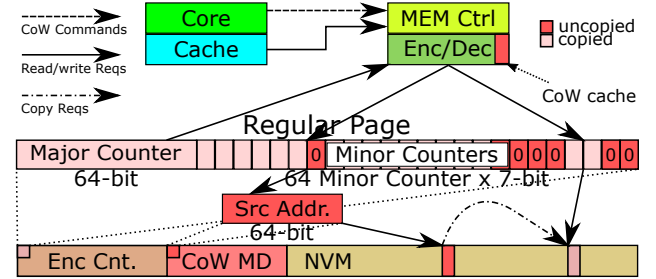 CoW Commands
Read/write Reqs
Copy Reqs
Core
Cache
MEM Ctrl
Enc/Dec
uncopied
copied
CoW cache
Regular Page
Major Counter
0
Minor Counters
0 0 0
0 0
64-bit
64 Minor Counter x 7-bit
Src Addr.
64-bit
Enc Cnt.
CoW MD
NVM